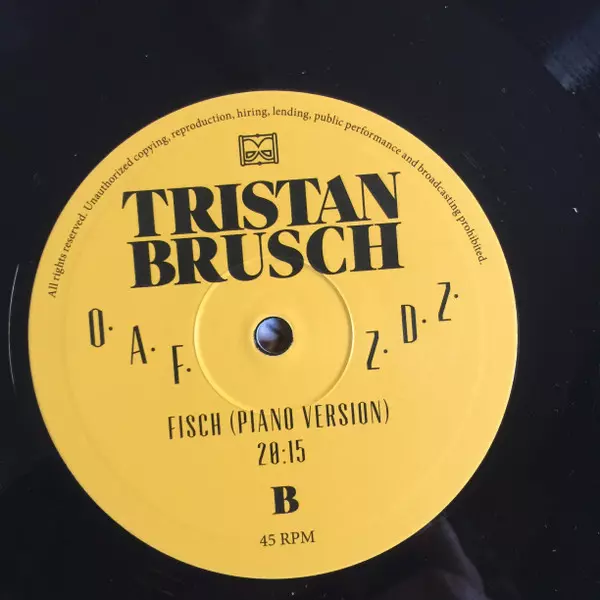 All rights reserved. Unauthorized copying, reproduction, hiring, lending, public performance and broadcasting prohibited.
TRISTAN
BRUSCH
O. A. F. Z. D. Z.
FISCH (PIANO VERSION)
20:15
B
45 RPM